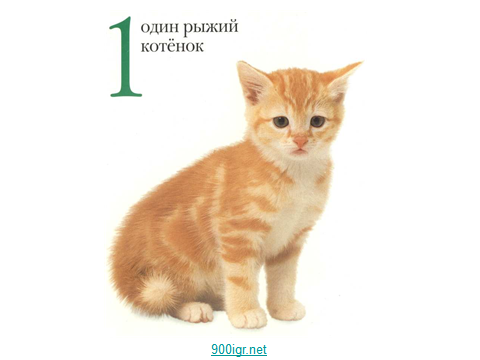 1
один рыжий
котёнок
900igr.net